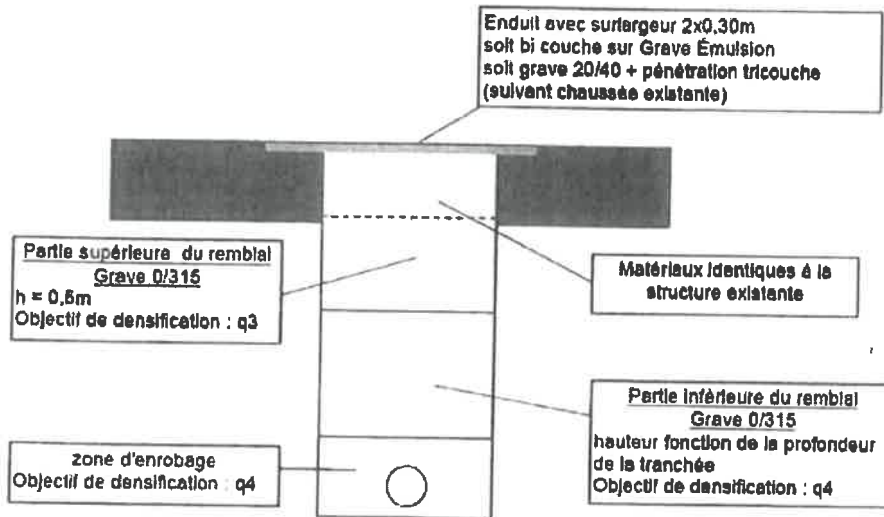 Enduit avec surlargeur 2x0,30m
soit bi couche sur Grave Émulsion
soit grave 20/40 + pénétration tricouche
(suivant chaussée existante)
Partie supérieure du remblai
Grave 0/315
h = 0,6m
Objectif de densification : q3
Matériaux identiques à la
structure existante
Partie inférieure du remblai
Grave 0/315
hauteur fonction de la profondeur
de la tranchée
Objectif de densification : q4
zone d'enrobage
Objectif de densification : q4